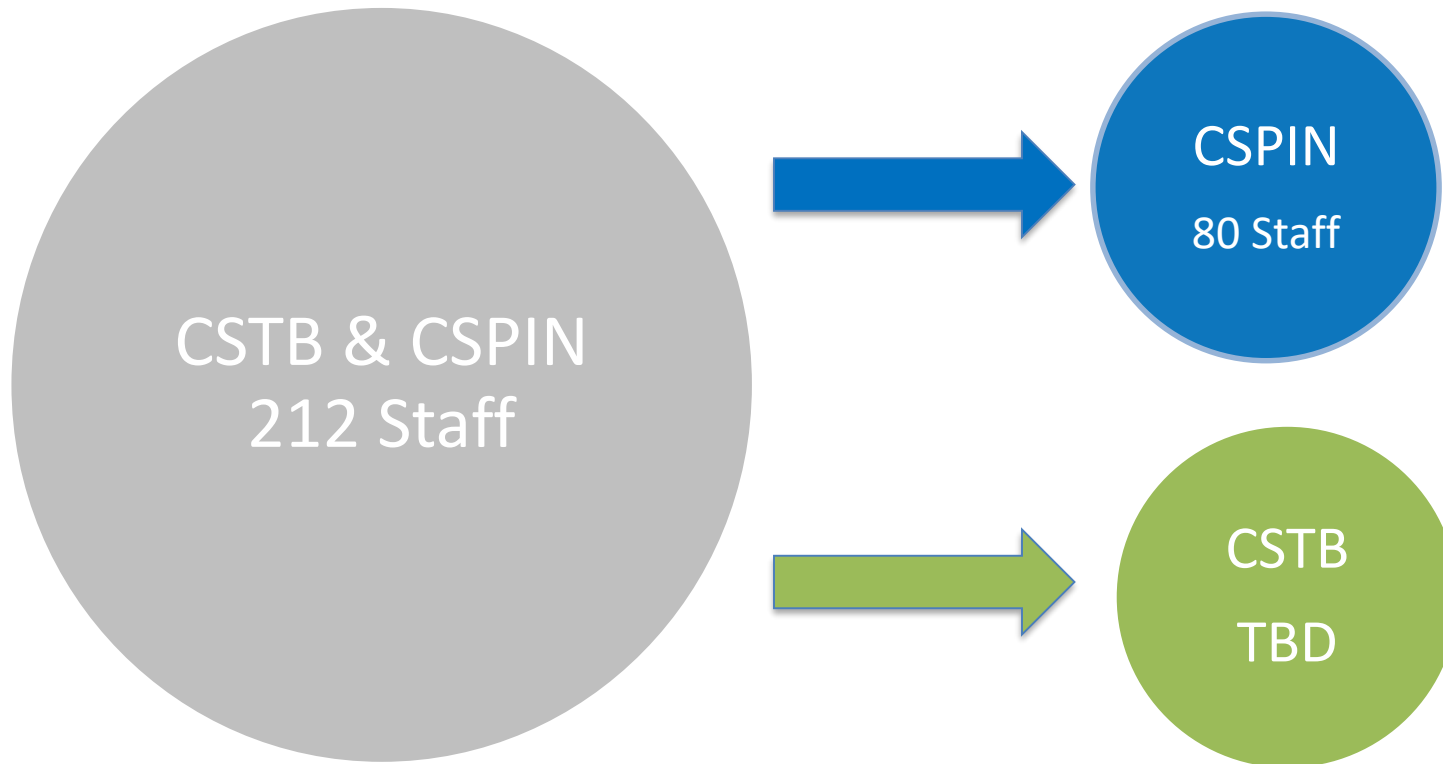 CSTB & CSPIN
212 Staff
CSPIN
80 Staff
CSTB
TBD